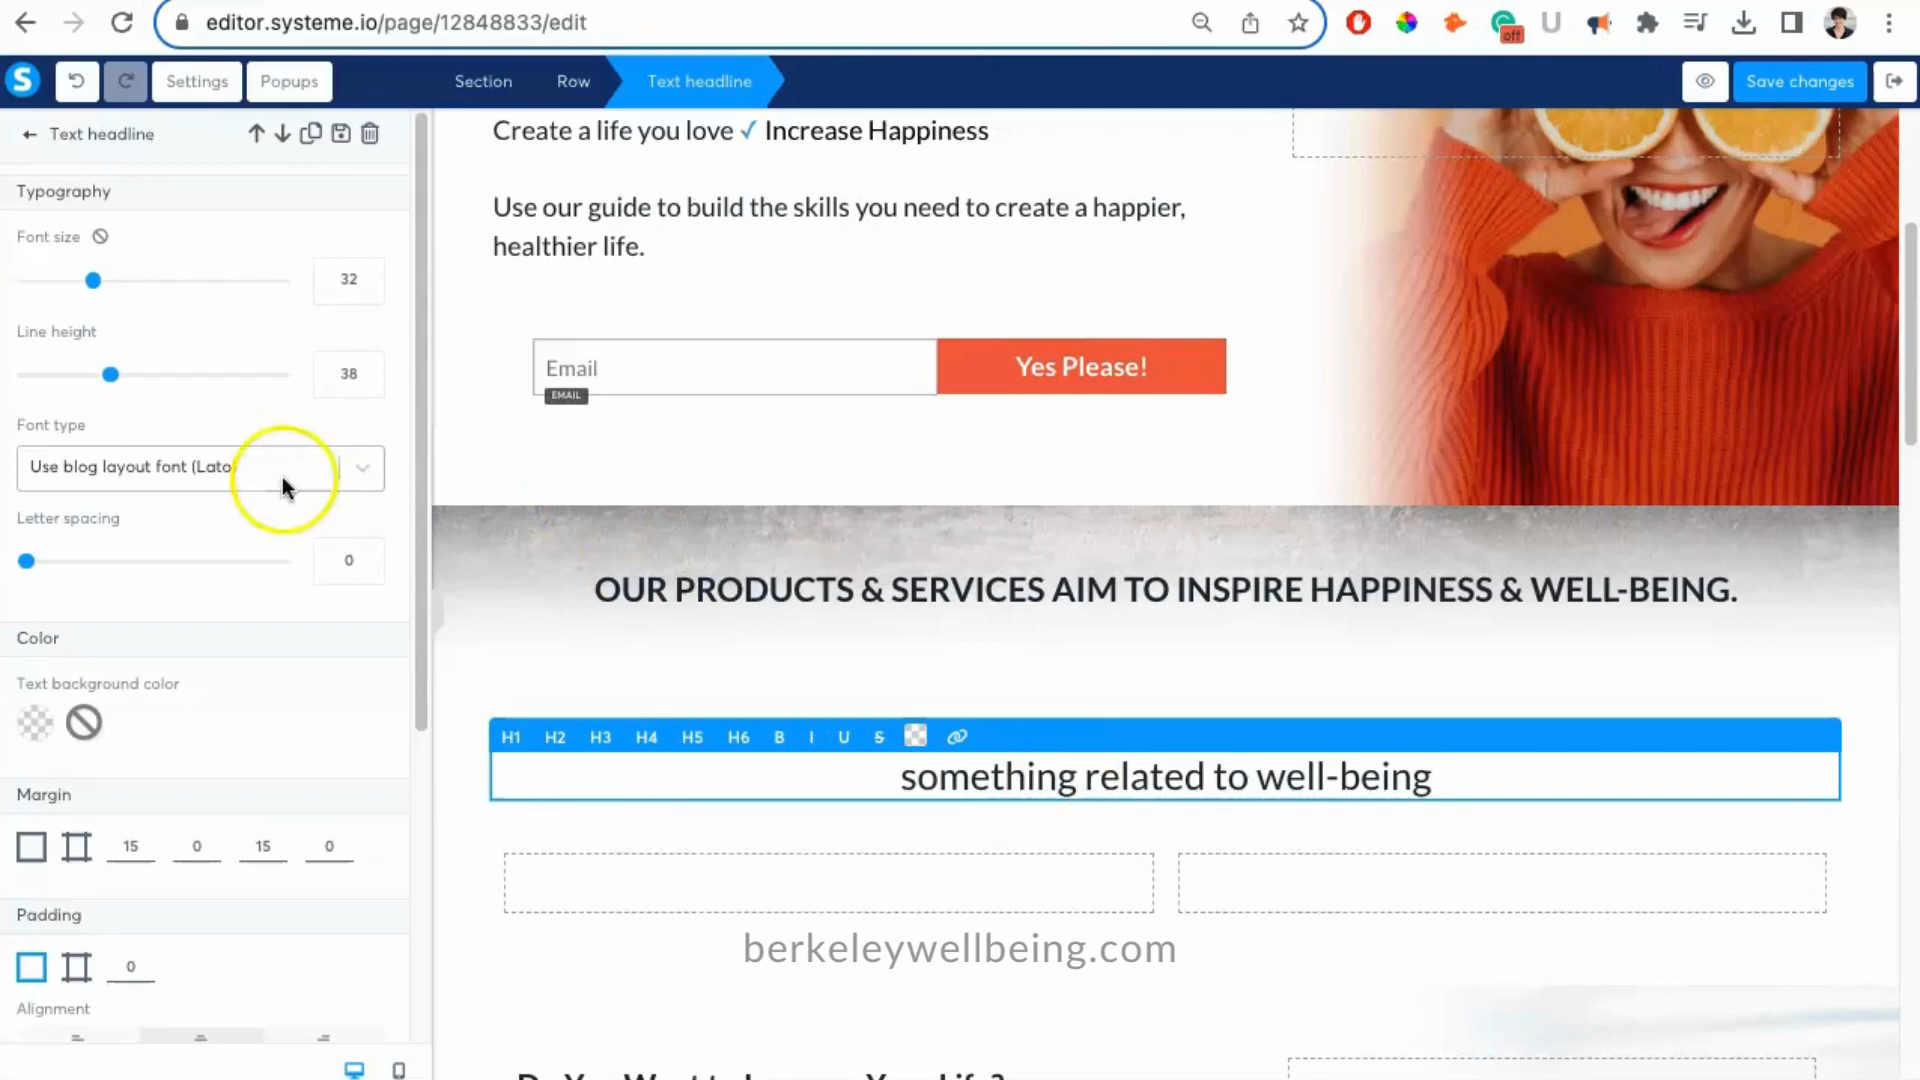 editor.systeme.io/page/12848833/edit
off
S
Settings
Popups
Section
Row
Text headline
Save changes
Text headline
Typography
Font size
32
Line height
38
Font type
Use blog layout font (Lato
Letter spacing
0
Color
Text background color
Margin
15 0 15 0
Padding
0
Alignment
Create a life you love ✓ Increase Happiness
Use our guide to build the skills you need to create a happier,
healthier life.
Email
EMAIL
Yes Please!
OUR PRODUCTS & SERVICES AIM TO INSPIRE HAPPINESS & WELL-BEING.
H1 H2 H3 H4 H5 H6 B I U S
something related to well-being
berkeleywellbeing.com